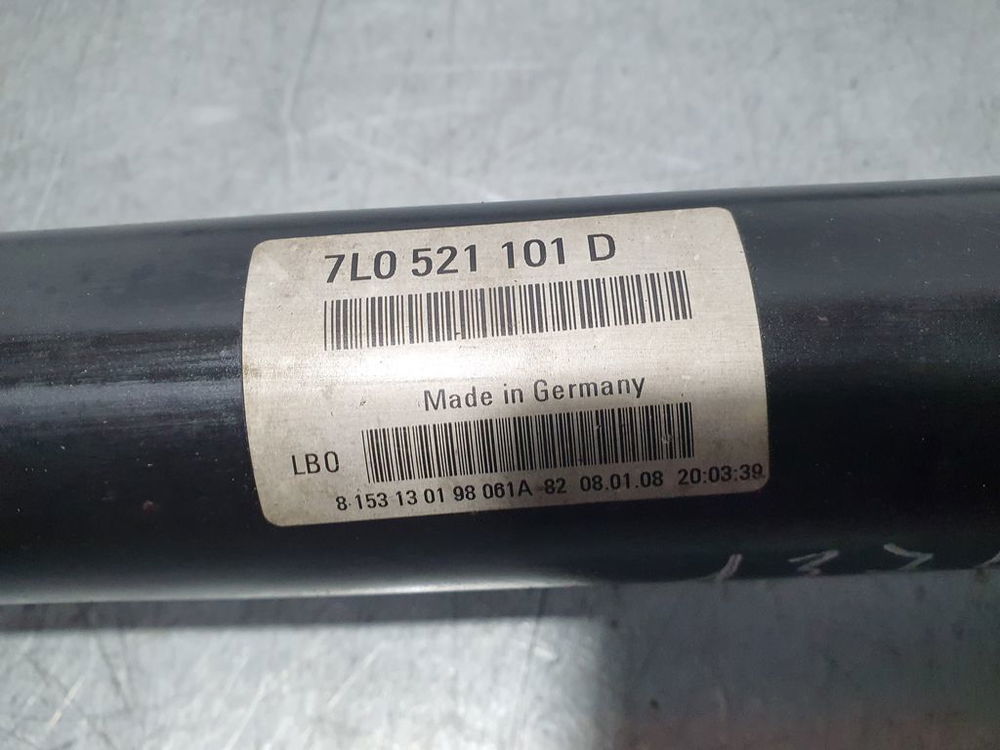 7L0 521 101 D
Made in Germany
LB0
8 153 13 01 98 061A 82 08.01.08 20:03:39